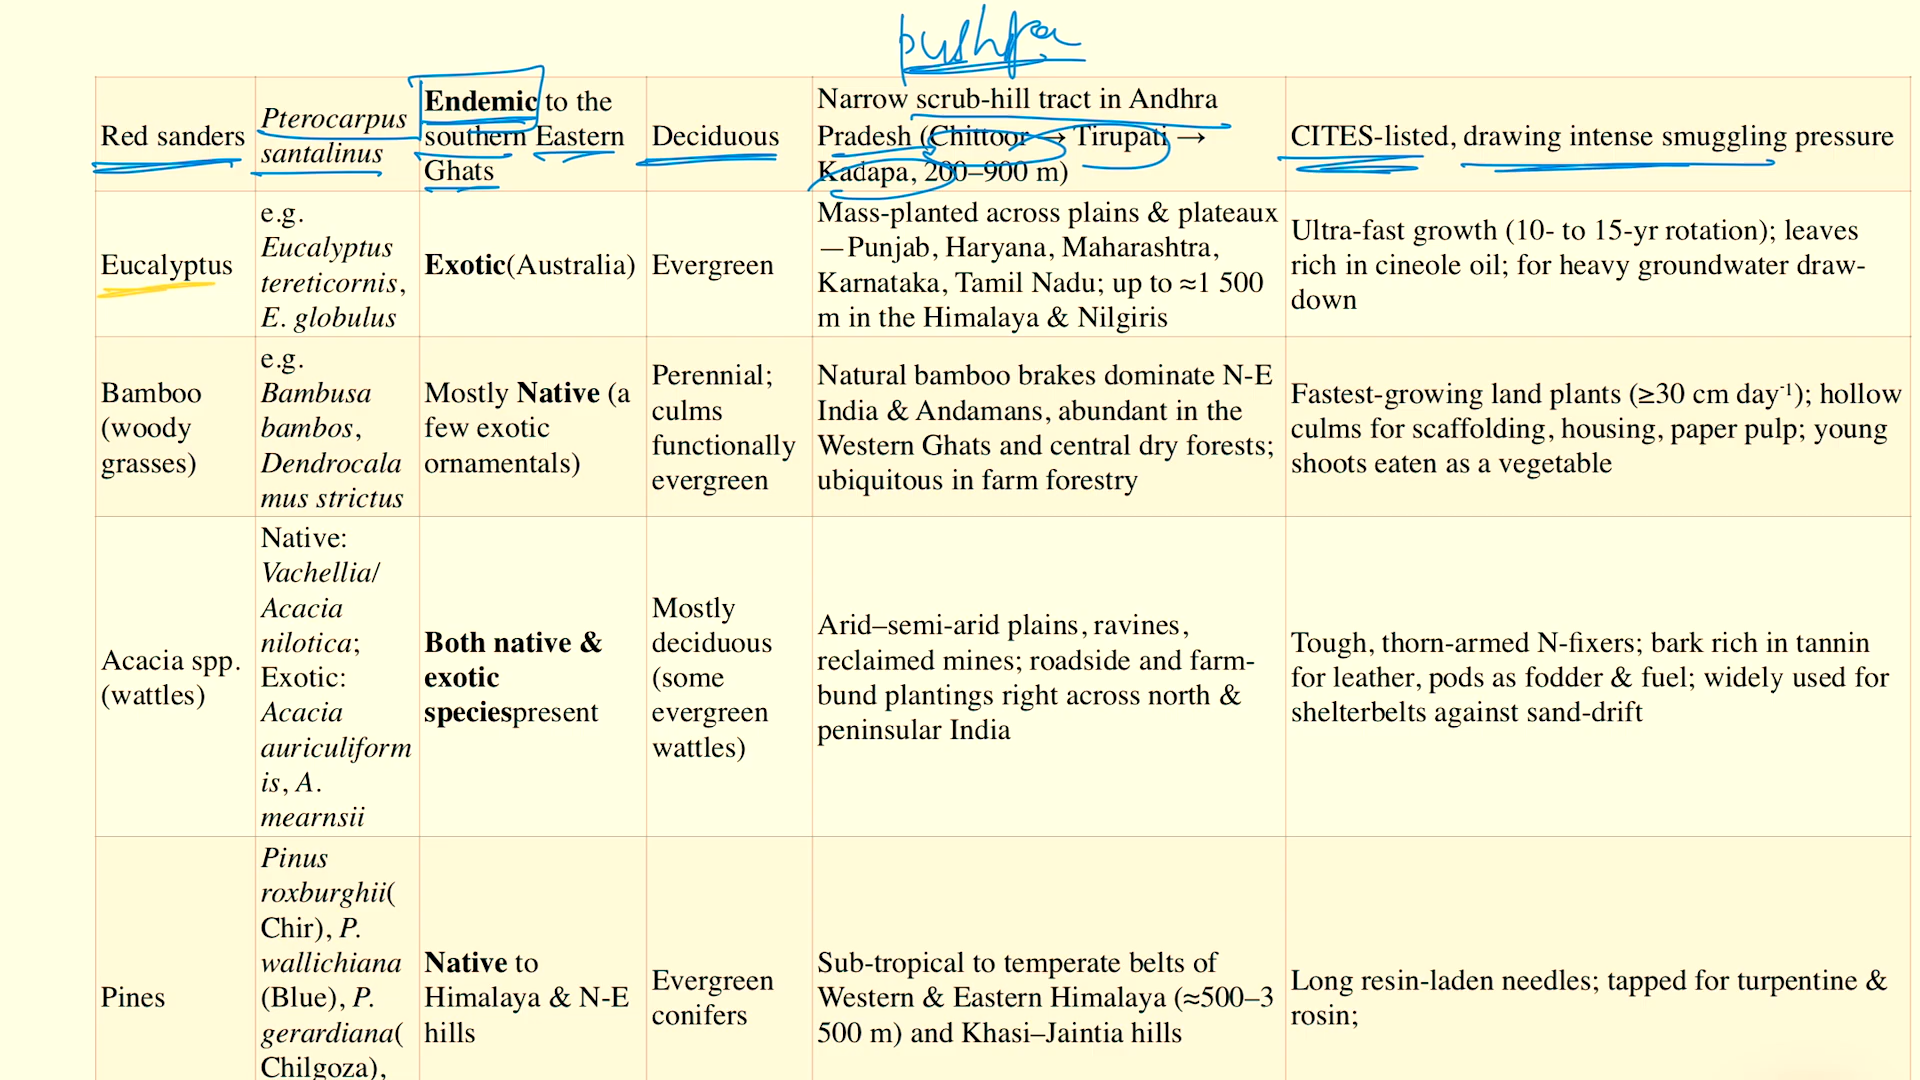 pushpa
Red sanders
Pterocarpus
santalinus
Endemic to the
southern Eastern
Ghats
Deciduous
Narrow scrub-hill tract in Andhra
Pradesh (Chittoor → Tirupati →
Kadapa, 200–900 m)
CITES-listed, drawing intense smuggling pressure
Eucalyptus
e.g.
Eucalyptus
tereticornis,
E. globulus
Exotic(Australia)
Evergreen
Mass-planted across plains & plateaux
—Punjab, Haryana, Maharashtra,
Karnataka, Tamil Nadu; up to ≈1 500
m in the Himalaya & Nilgiris
Ultra-fast growth (10- to 15-yr rotation); leaves
rich in cineole oil; for heavy groundwater draw-
down
Bamboo
(woody
grasses)
e.g.
Bambusa
bambos,
Dendrocala
mus strictus
Mostly Native (a
few exotic
ornamentals)
Perennial;
culms
functionally
evergreen
Natural bamboo brakes dominate N-E
India & Andamans, abundant in the
Western Ghats and central dry forests;
ubiquitous in farm forestry
Fastest-growing land plants (≥30 cm day⁻¹); hollow
culms for scaffolding, housing, paper pulp; young
shoots eaten as a vegetable
Acacia spp.
(wattles)
Native:
Vachellia/
Acacia
nilotica;
Exotic:
Acacia
auriculiform
is, A.
mearnsii
Both native &
exotic
speciespresent
Mostly
deciduous
(some
evergreen
wattles)
Arid–semi-arid plains, ravines,
reclaimed mines; roadside and farm-
bund plantings right across north &
peninsular India
Tough, thorn-armed N-fixers; bark rich in tannin
for leather, pods as fodder & fuel; widely used for
shelterbelts against sand-drift
Pines
Pinus
roxburghii(
Chir), P.
wallichiana
(Blue), P.
gerardiana(
Chilgoza),
Native to
Himalaya & N-E
hills
Evergreen
conifers
Sub-tropical to temperate belts of
Western & Eastern Himalaya (≈500–3
500 m) and Khasi–Jaintia hills
Long resin-laden needles; tapped for turpentine &
rosin;